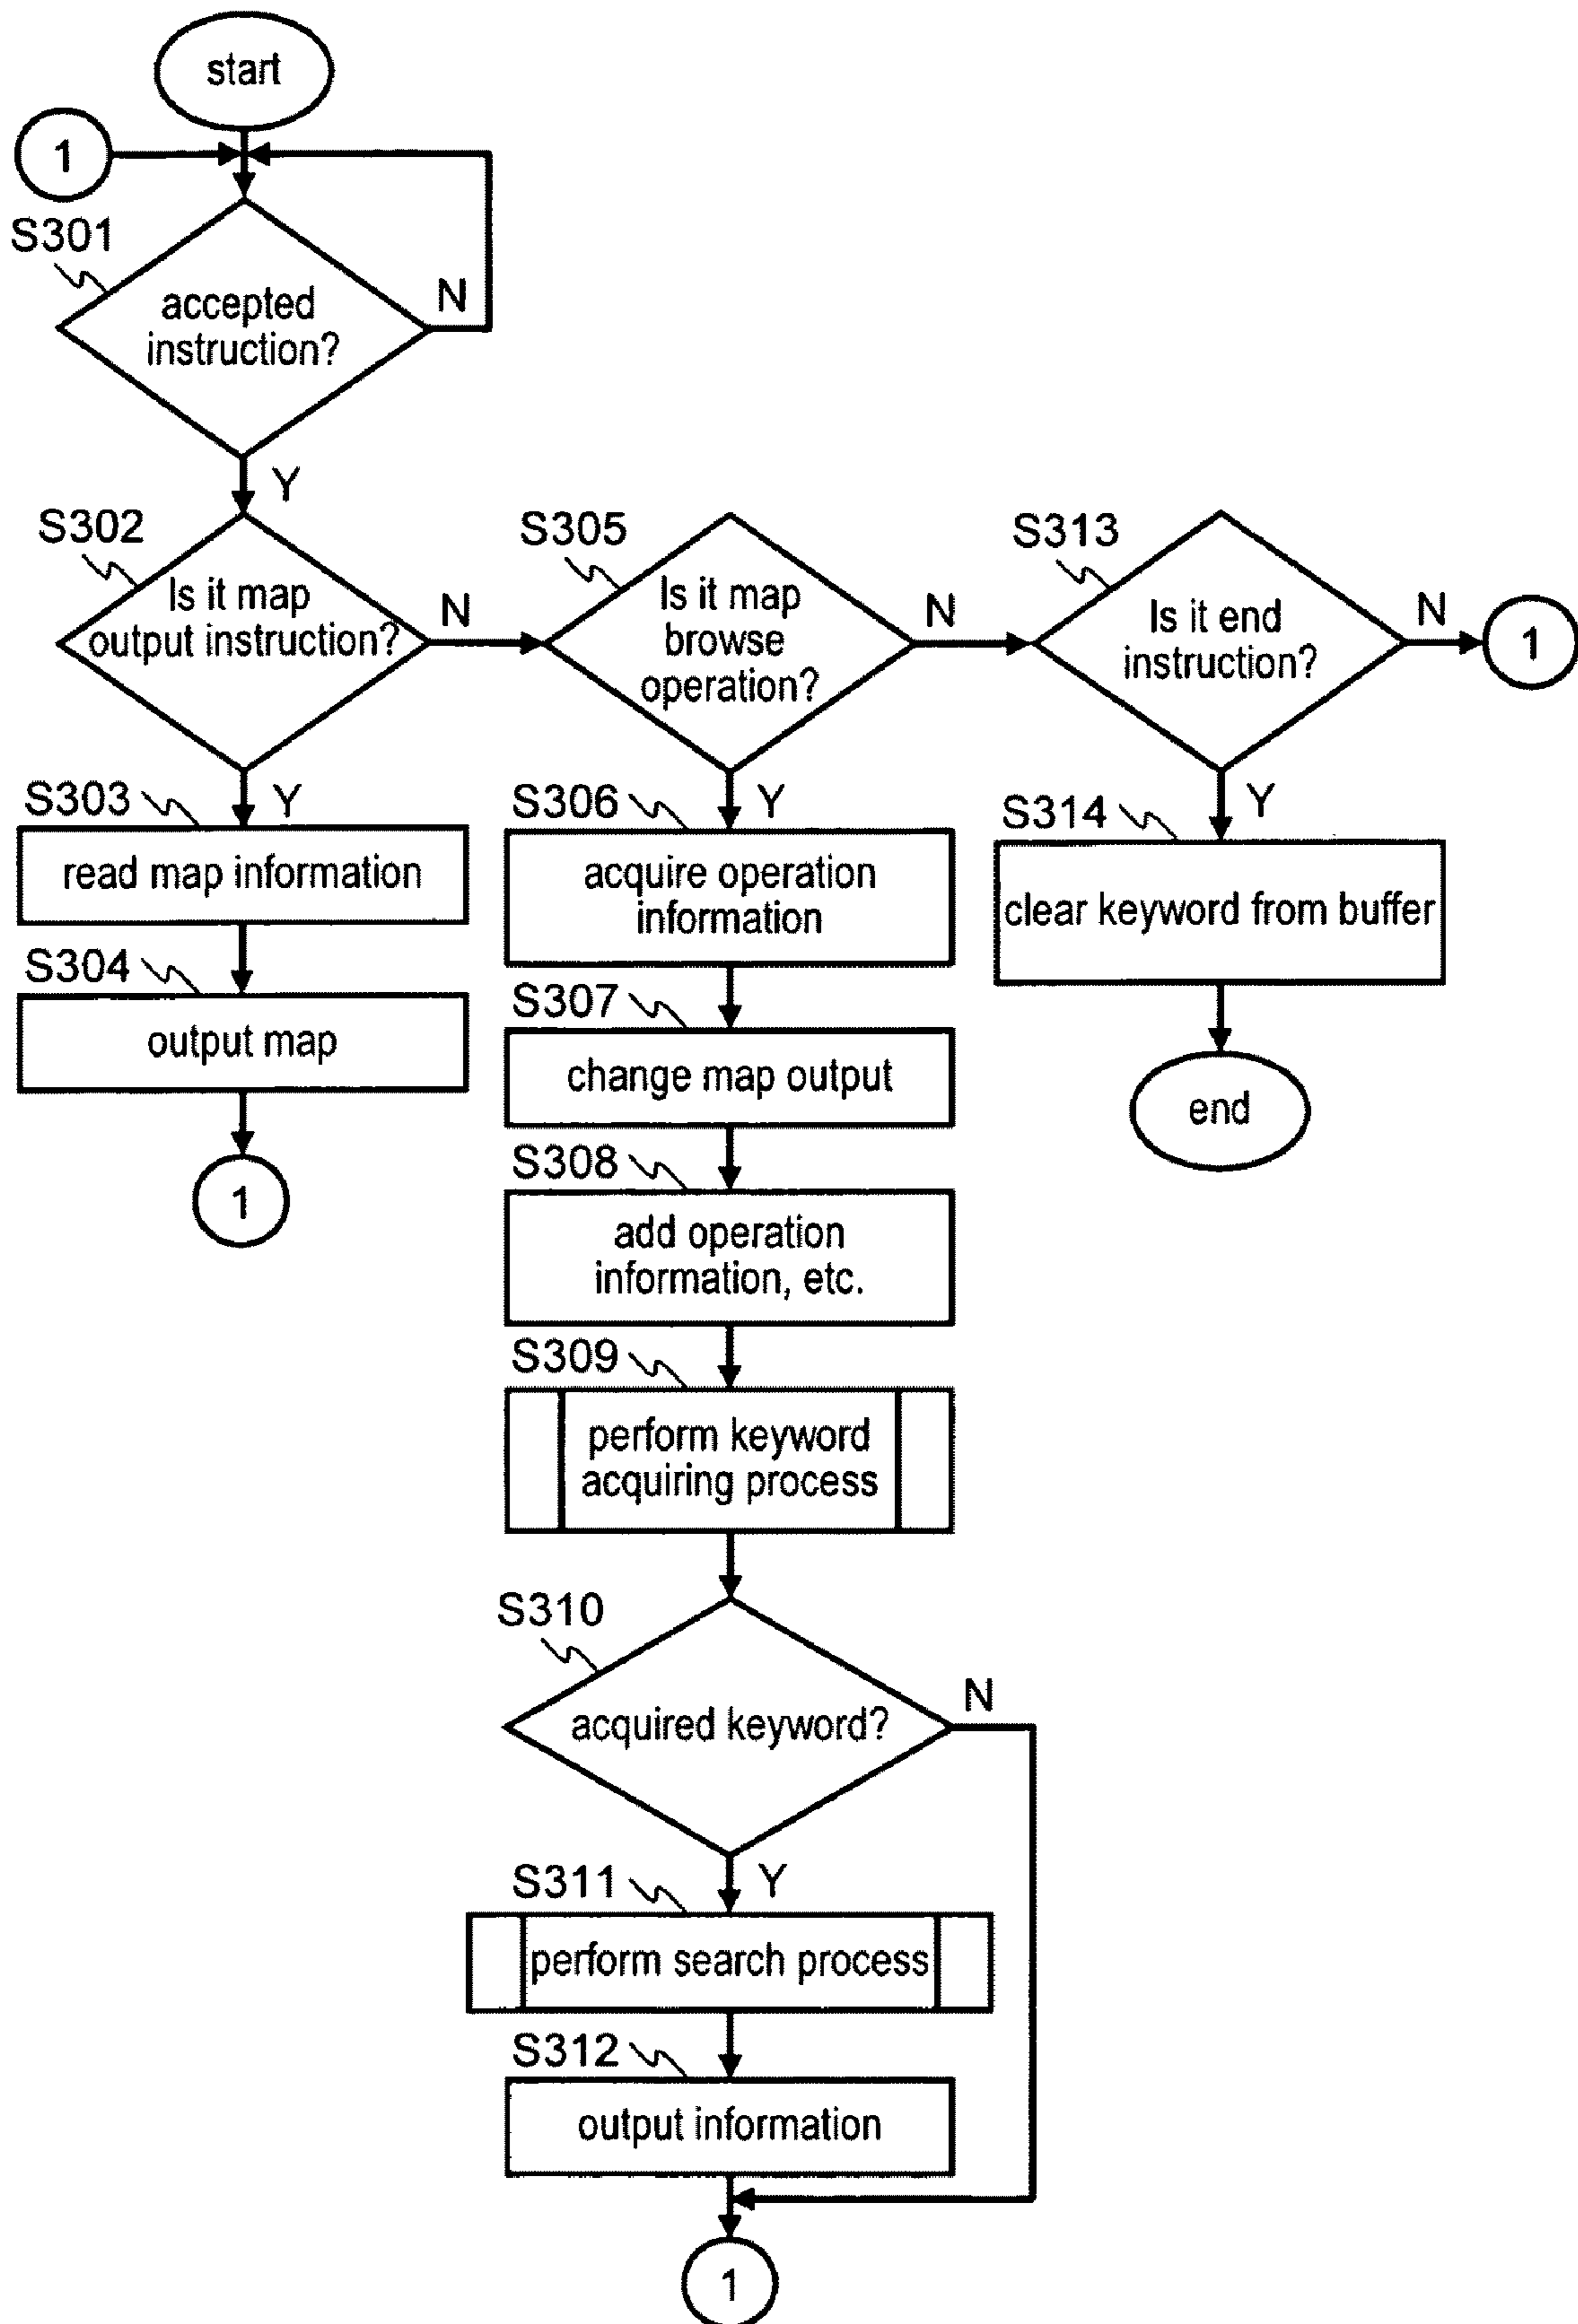 start
1
S301
accepted
instruction?
N
Y
S302
Is it map
output instruction?
N
S305
Is it map
browse
operation?
N
S313
Is it end
instruction?
N
1
Y
S303
read map information
S304
output map
1
Y
S306
acquire operation
information
S307
change map output
S308
add operation
information, etc.
S309
perform keyword
acquiring process
S310
acquired keyword?
N
Y
S311
perform search process
S312
output information
1
Y
S314
clear keyword from buffer
end